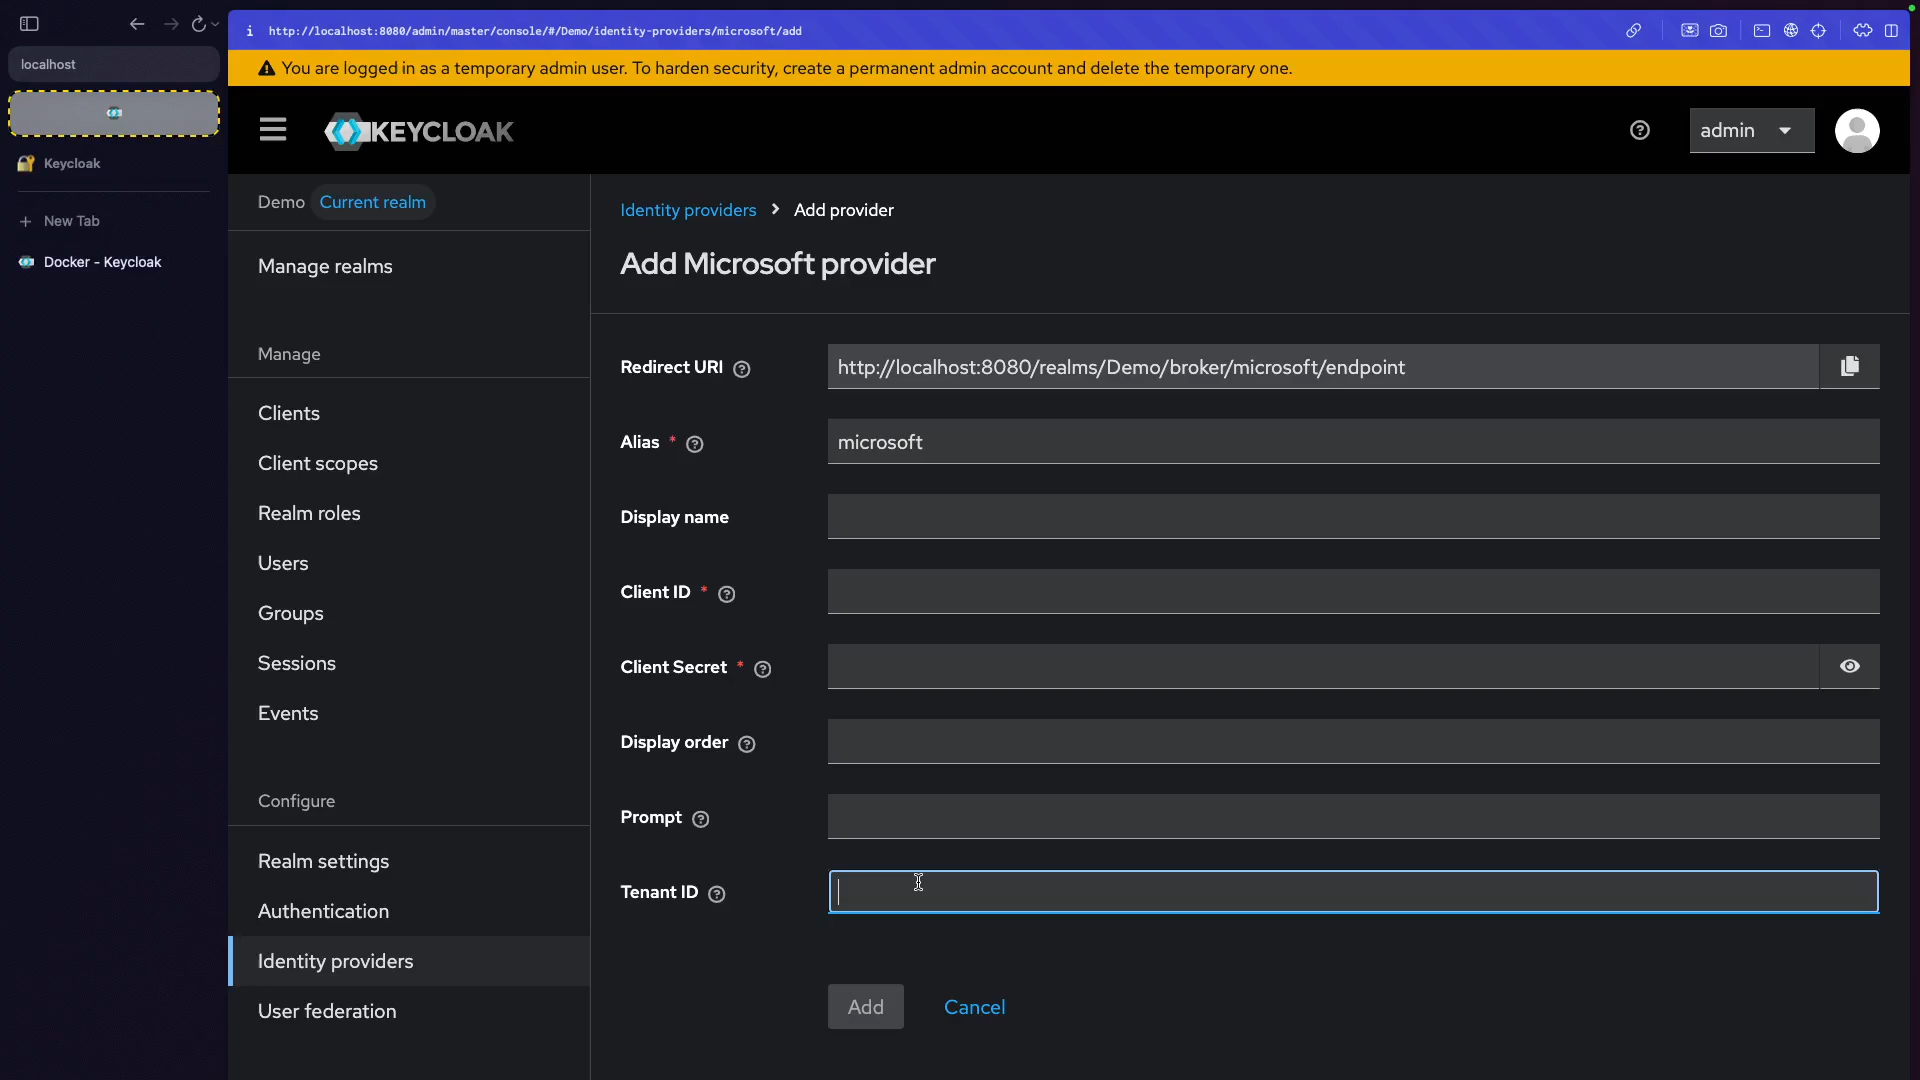 http://localhost:8080/admin/master/console/#/Demo/identity-providers/microsoft/add
localhost
You are logged in as a temporary admin user. To harden security, create a permanent admin account and delete the temporary one.
KEYCLOAK
admin
Keycloak
New Tab
Docker - Keycloak
Demo Current realm
Manage realms
Manage
Clients
Client scopes
Realm roles
Users
Groups
Sessions
Events
Configure
Realm settings
Authentication
Identity providers
User federation
Identity providers > Add provider
Add Microsoft provider
Redirect URI
http://localhost:8080/realms/Demo/broker/microsoft/endpoint
Alias *
microsoft
Display name
Client ID *
Client Secret *
Display order
Prompt
Tenant ID
Add
Cancel